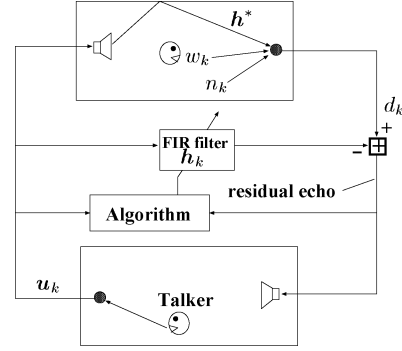 h*
w_k
n_k
d_k
+
FIR filter
h_k
-
residual echo
Algorithm
u_k
Talker